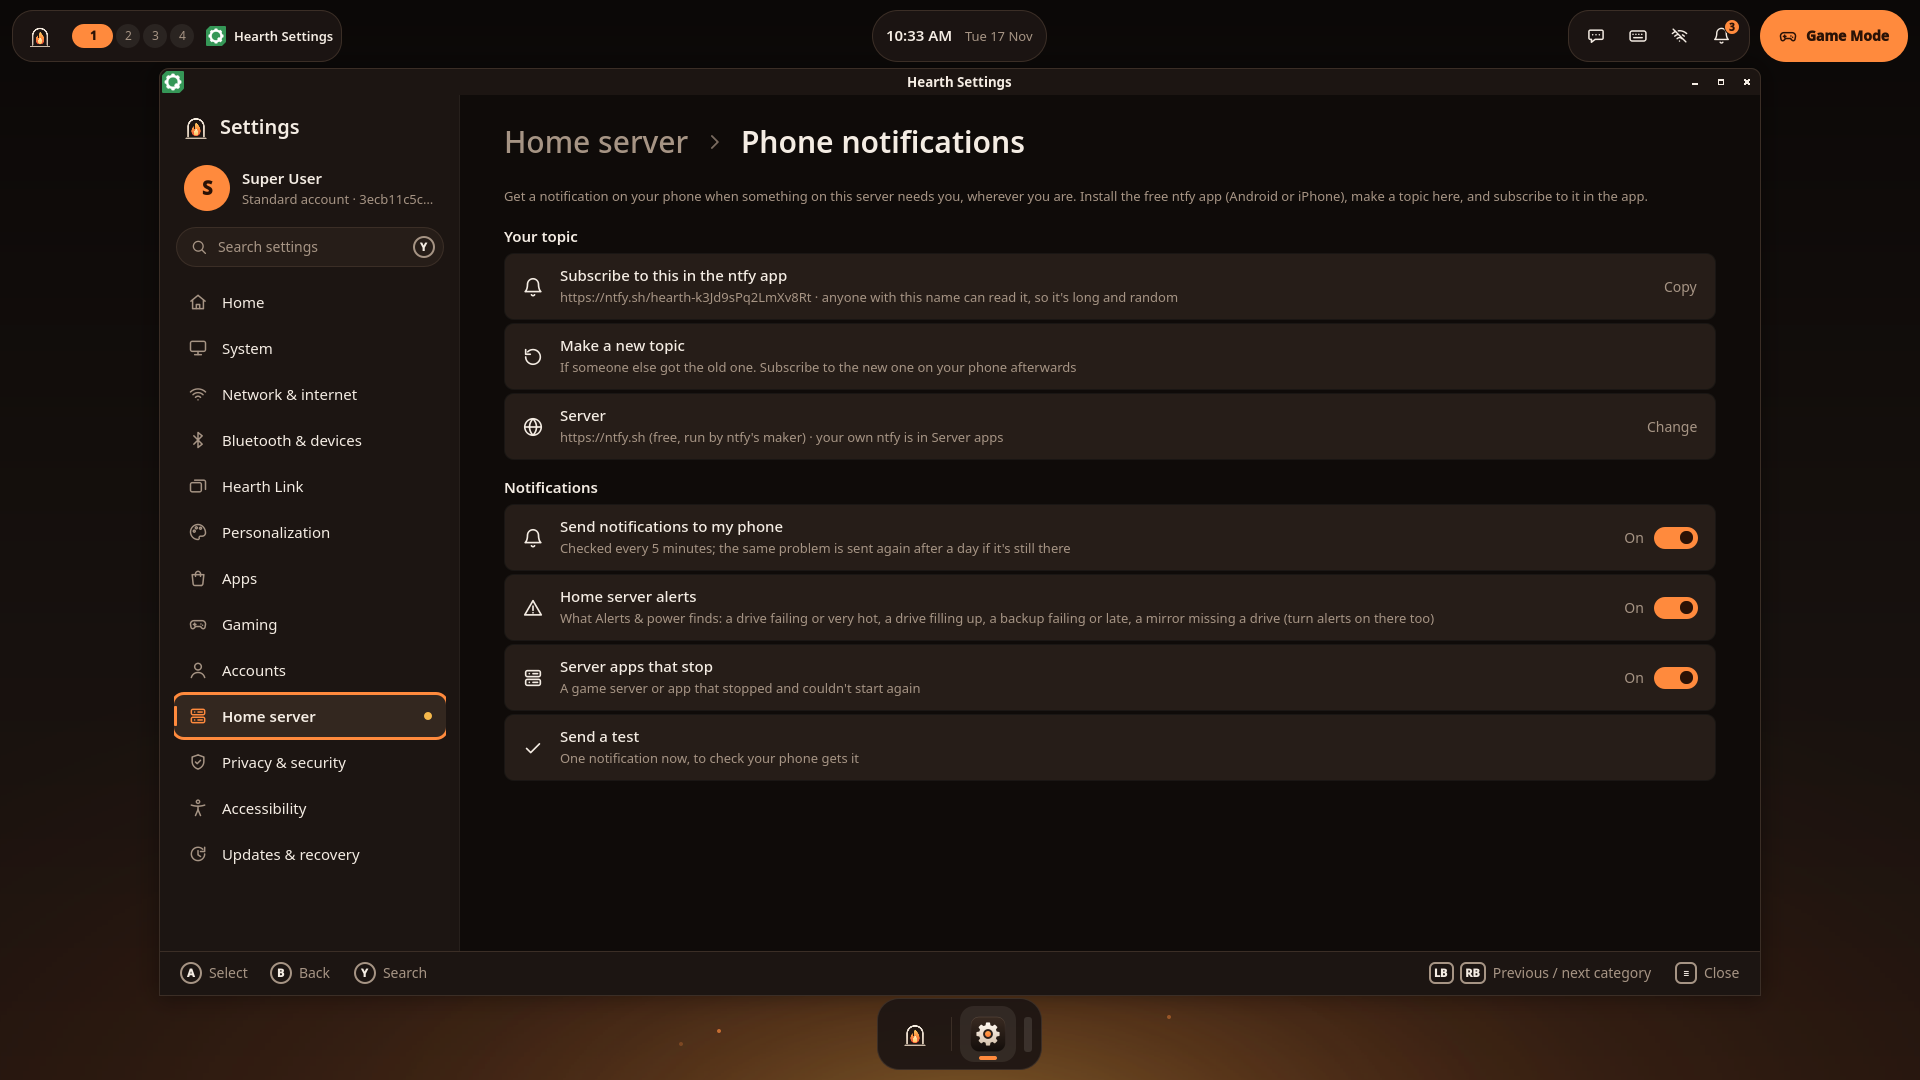 1 2 3 4 Hearth Settings
10:33 AM Tue 17 Nov
3
Game Mode
Hearth Settings
Settings
S
Super User
Standard account · 3ecb11c5c...
Search settings Y
Home
System
Network & internet
Bluetooth & devices
Hearth Link
Personalization
Apps
Gaming
Accounts
Home server
Privacy & security
Accessibility
Updates & recovery
Home server > Phone notifications
Get a notification on your phone when something on this server needs you, wherever you are. Install the free ntfy app (Android or iPhone), make a topic here, and subscribe to it in the app.
Your topic
Subscribe to this in the ntfy app
https://ntfy.sh/hearth-k3Jd9sPq2LmXv8Rt · anyone with this name can read it, so it's long and random
Copy
Make a new topic
If someone else got the old one. Subscribe to the new one on your phone afterwards
Server
https://ntfy.sh (free, run by ntfy's maker) · your own ntfy is in Server apps
Change
Notifications
Send notifications to my phone
Checked every 5 minutes; the same problem is sent again after a day if it's still there
On
Home server alerts
What Alerts & power finds: a drive failing or very hot, a drive filling up, a backup failing or late, a mirror missing a drive (turn alerts on there too)
On
Server apps that stop
A game server or app that stopped and couldn't start again
On
Send a test
One notification now, to check your phone gets it
A Select B Back Y Search
LB RB Previous / next category ≡ Close